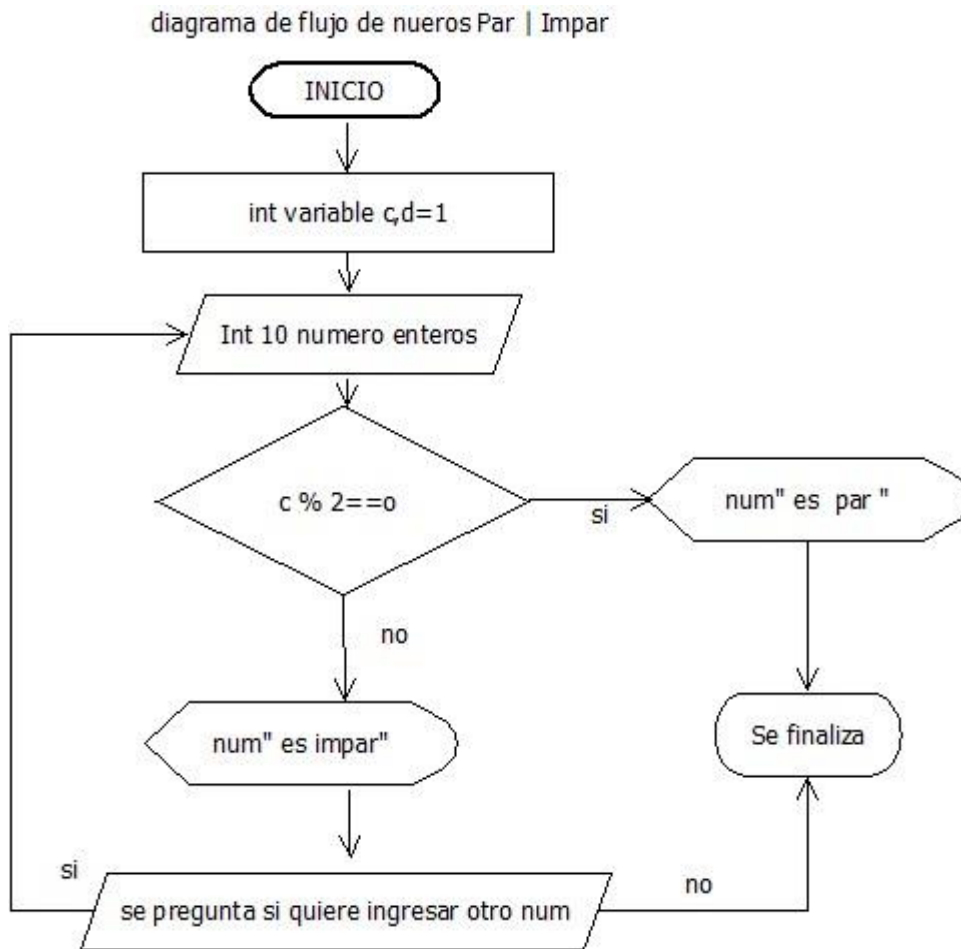 diagrama de flujo de nueros Par | Impar
INICIO
int variable c,d=1
Int 10 numero enteros
c % 2==o
si
num" es par "
no
num" es impar"
Se finaliza
si
se pregunta si quiere ingresar otro num
no